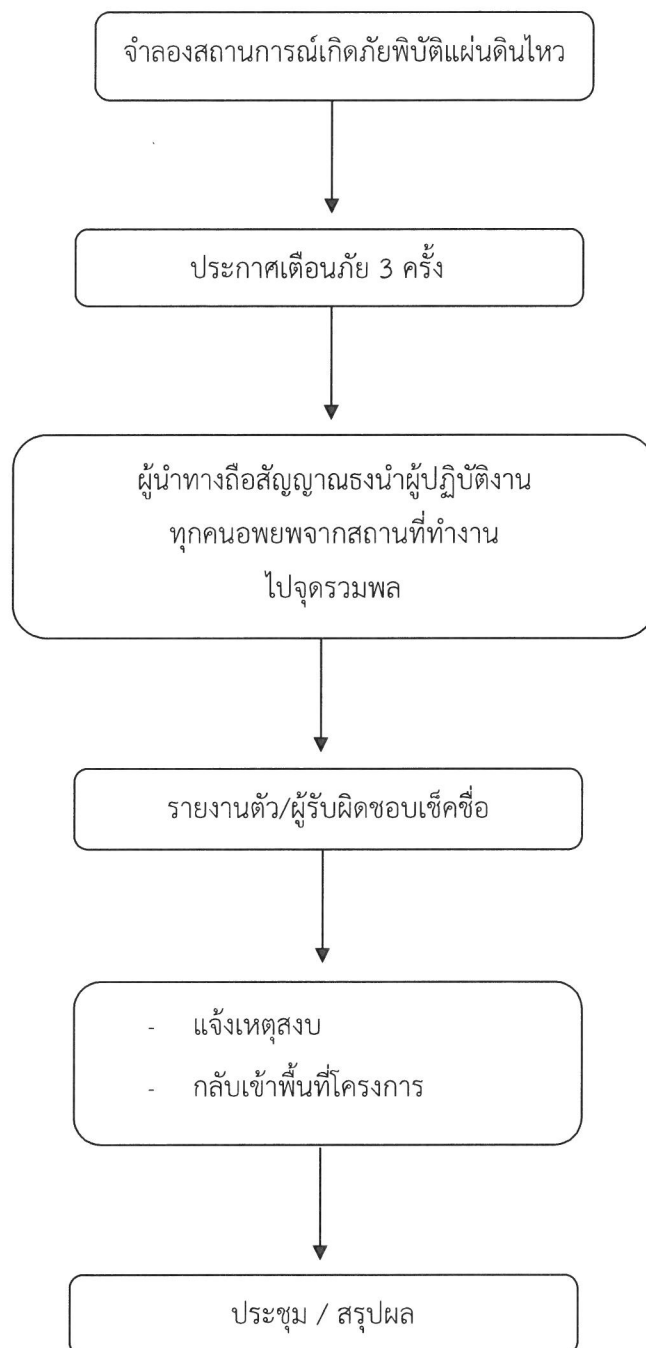 จำลองสถานการณ์เกิดภัยพิบัติแผ่นดินไหว
ประกาศเตือนภัย 3 ครั้ง
ผู้นำทางถือสัญญาณธงนำผู้ปฏิบัติงาน
ทุกคนอพยพจากสถานที่ทำงาน
ไปจุดรวมพล
รายงานตัว/ผู้รับผิดชอบเช็คชื่อ
- แจ้งเหตุสงบ
- กลับเข้าพื้นที่โครงการ
ประชุม / สรุปผล